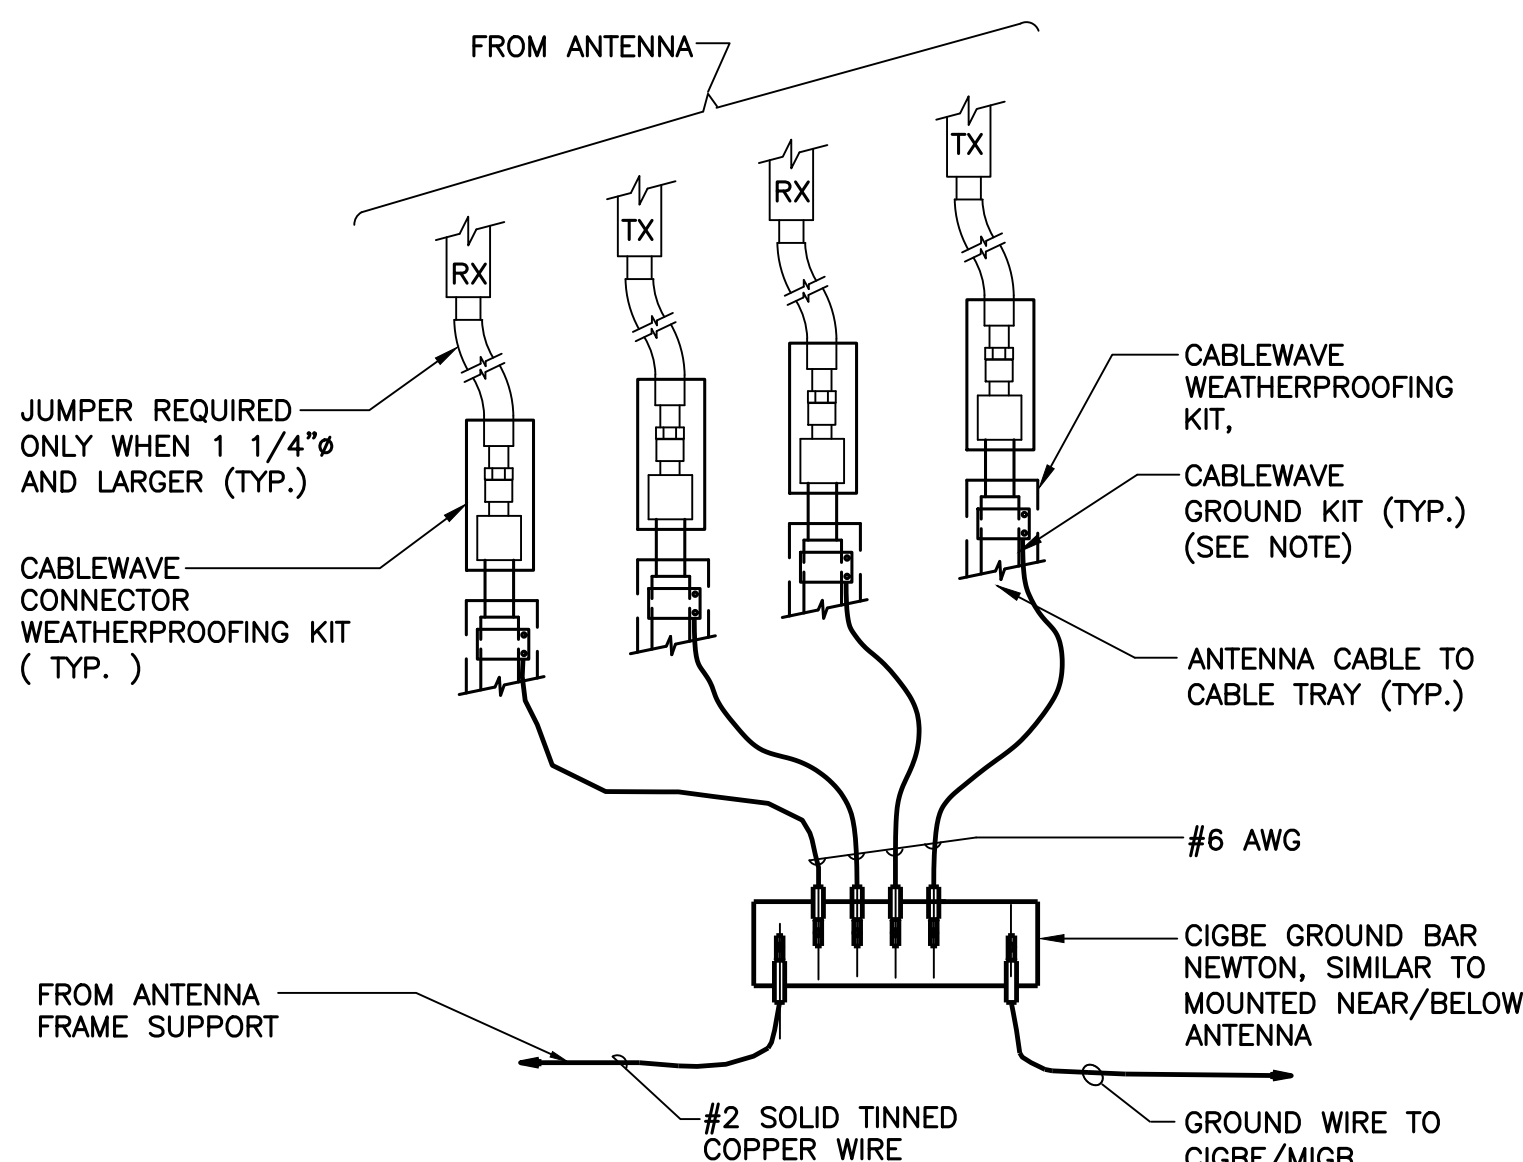 FROM ANTENNA
TX
RX
TX
RX
JUMPER REQUIRED
ONLY WHEN 1 1/4"ø
AND LARGER (TYP.)
CABLEWAVE
WEATHERPROOFING
KIT,
CABLEWAVE
GROUND KIT (TYP.)
(SEE NOTE)
CABLEWAVE
CONNECTOR
WEATHERPROOFING KIT
( TYP. )
ANTENNA CABLE TO
CABLE TRAY (TYP.)
#6 AWG
CIGBE GROUND BAR
NEWTON, SIMILAR TO
MOUNTED NEAR/BELOW
ANTENNA
FROM ANTENNA
FRAME SUPPORT
#2 SOLID TINNED
COPPER WIRE
GROUND WIRE TO
CIGBE/MIGB